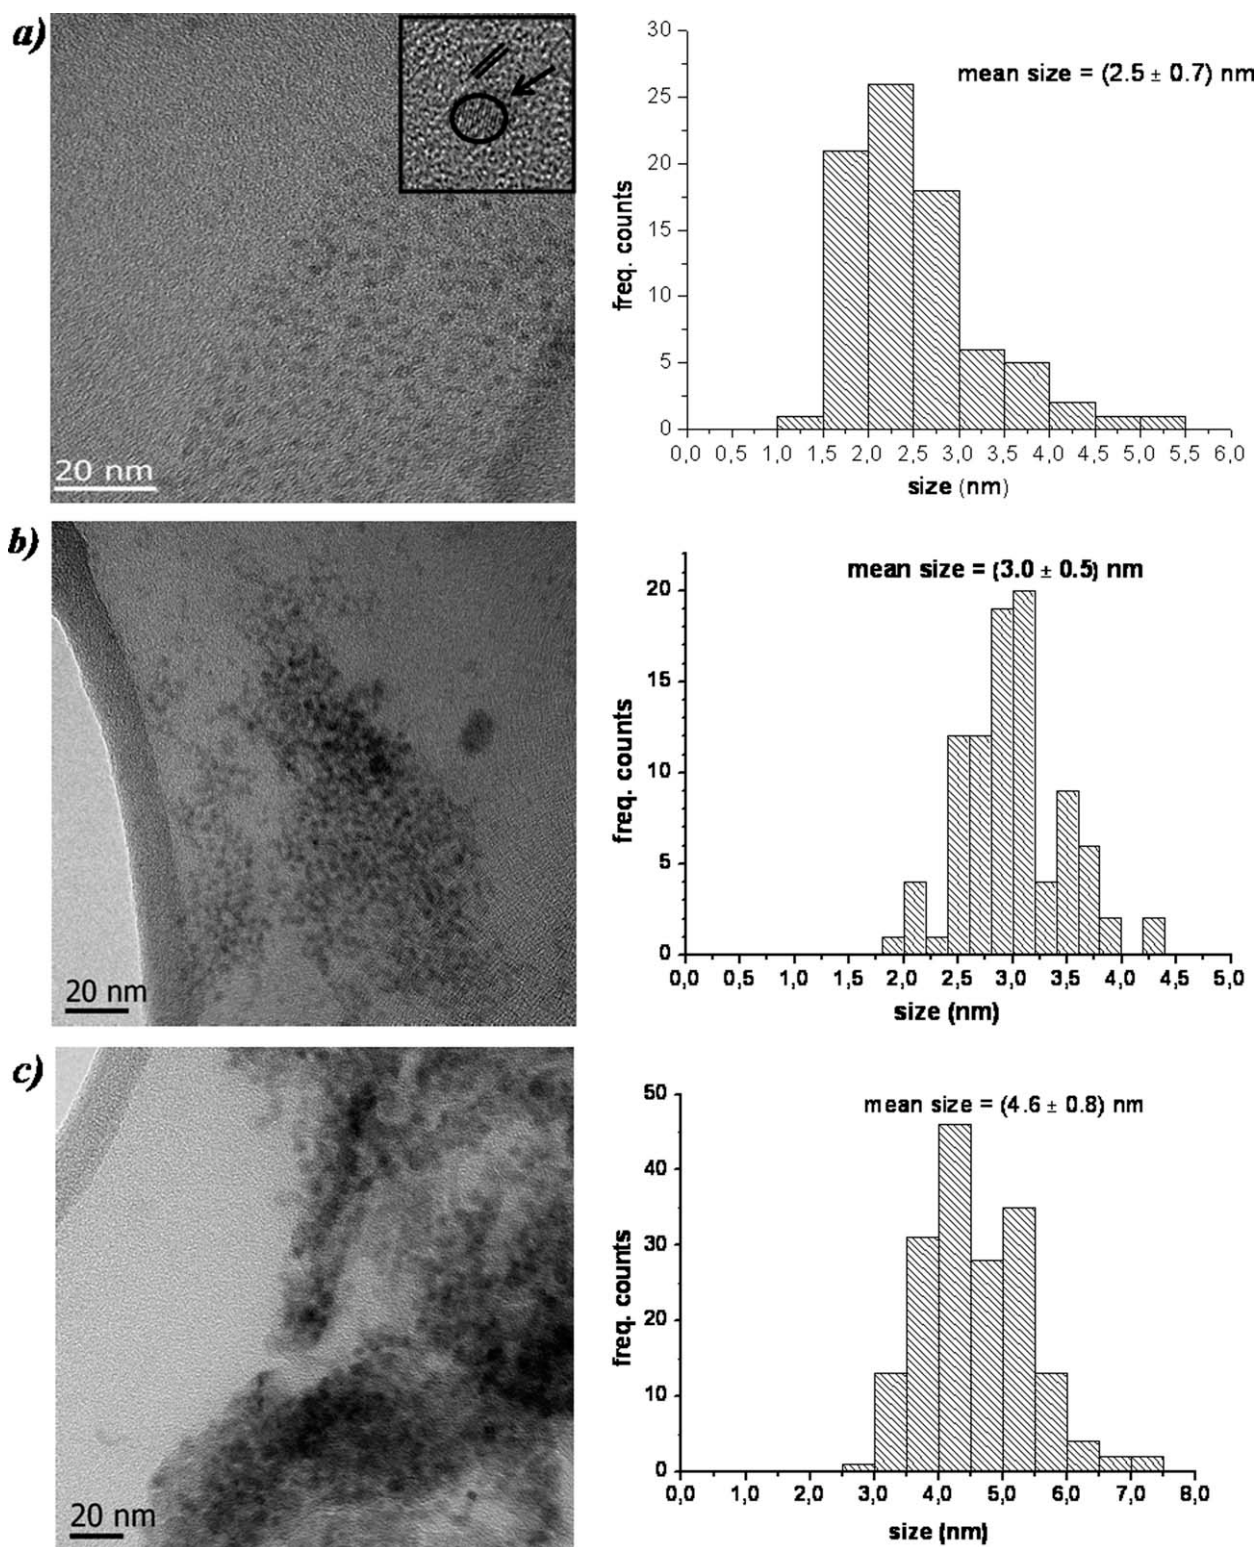 a)
20 nm
mean size = (2.5 ± 0.7) nm
freq. counts
30
25
20
15
10
5
0
0,0 0,5 1,0 1,5 2,0 2,5 3,0 3,5 4,0 4,5 5,0 5,5 6,0
size (nm)
b)
20 nm
mean size = (3.0 ± 0.5) nm
freq. counts
20
15
10
5
0
0,0 0,5 1,0 1,5 2,0 2,5 3,0 3,5 4,0 4,5 5,0
size (nm)
c)
20 nm
mean size = (4.6 ± 0.8) nm
freq. counts
50
40
30
20
10
0
0,0 1,0 2,0 3,0 4,0 5,0 6,0 7,0 8,0
size (nm)